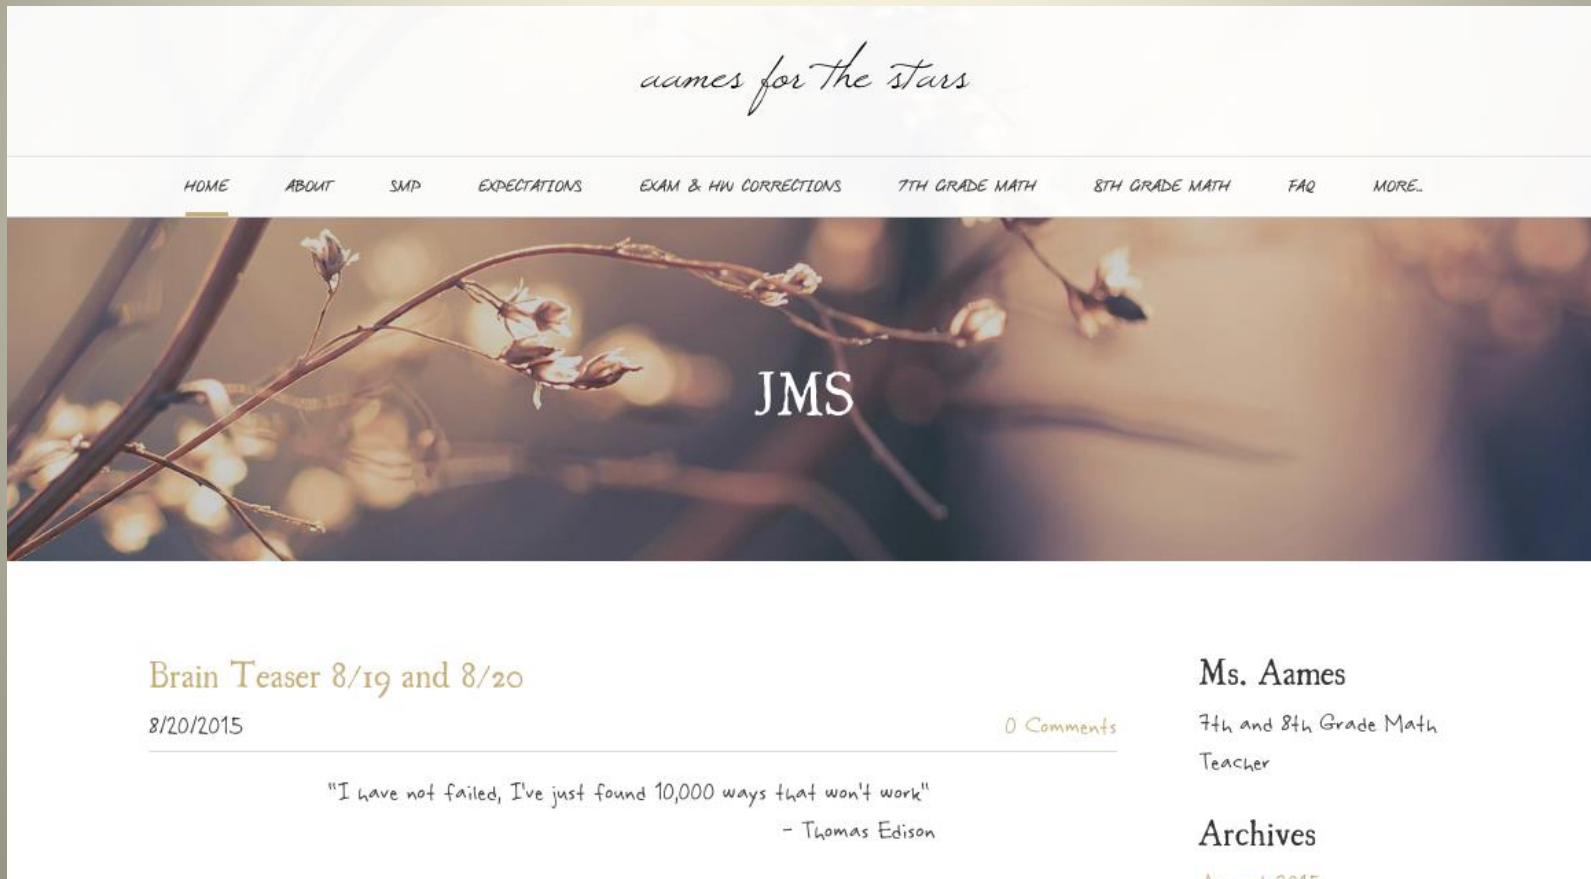 aames for the stars
HOME ABOUT SMP EXPECTATIONS EXAM & HW CORRECTIONS 7TH GRADE MATH 8TH GRADE MATH FAQ MORE...
JMS
Brain Teaser 8/19 and 8/20
8/20/2015 0 Comments
"I have not failed, I've just found 10,000 ways that won't work"
- Thomas Edison
Ms. Aames
7th and 8th Grade Math
Teacher
Archives
August 2015